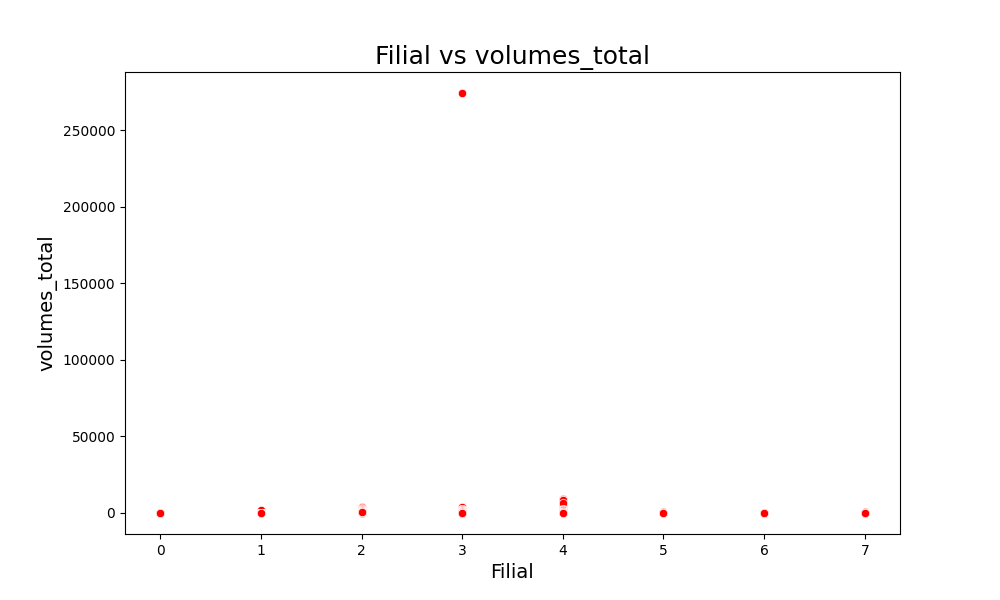 Filial vs volumes_total
250000
200000
150000
100000
50000
0
volumes_total
0 1 2 3 4 5 6 7
Filial